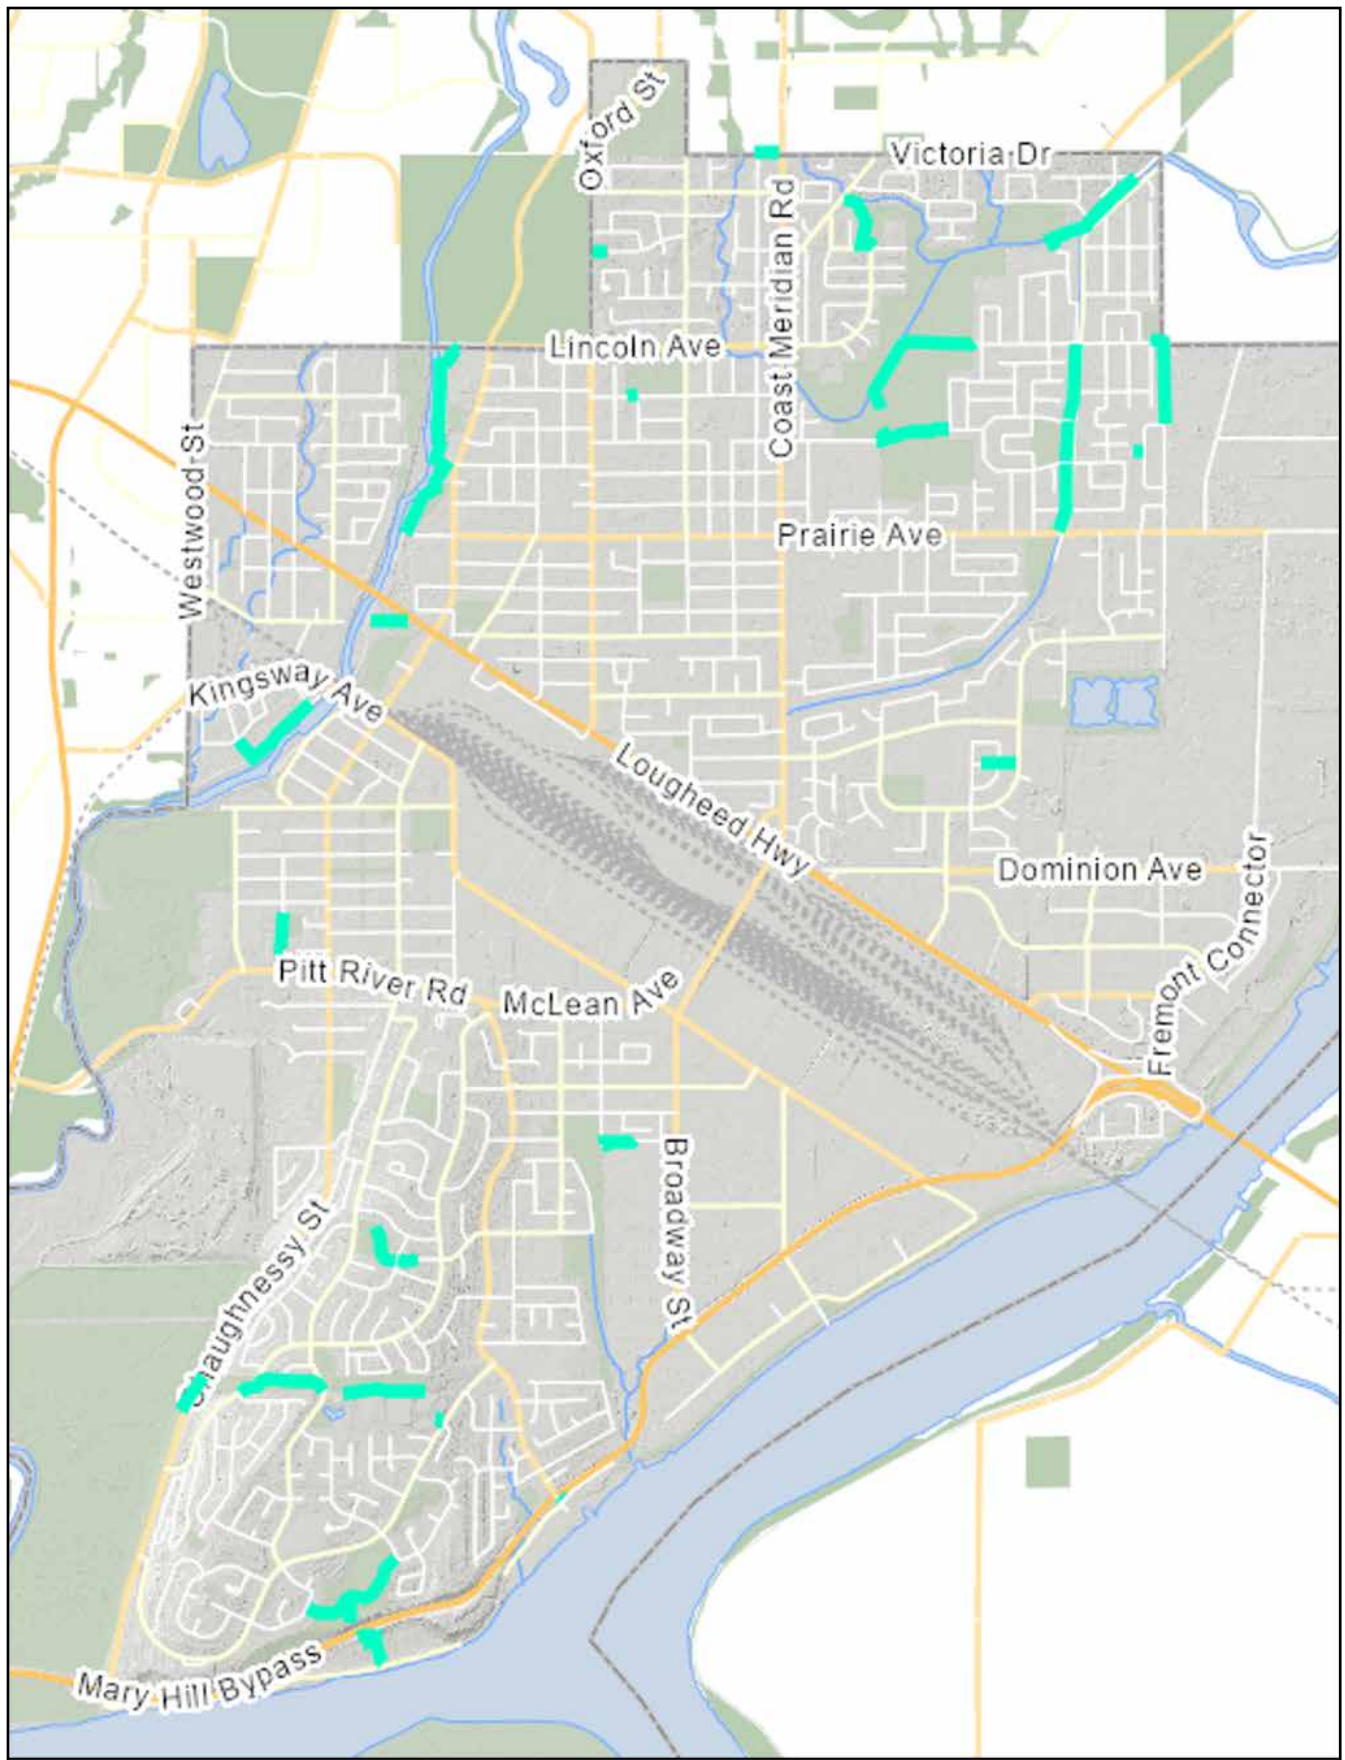 Oxford St
Victoria Dr
Coast Meridian Rd
Lincoln Ave
Westwood St
Prairie Ave
Kingsway Ave
Lougheed Hwy
Dominion Ave
Fremont Connector
Pitt River Rd
McLean Ave
Broadway St
Shaughnessy St
Mary Hill Bypass